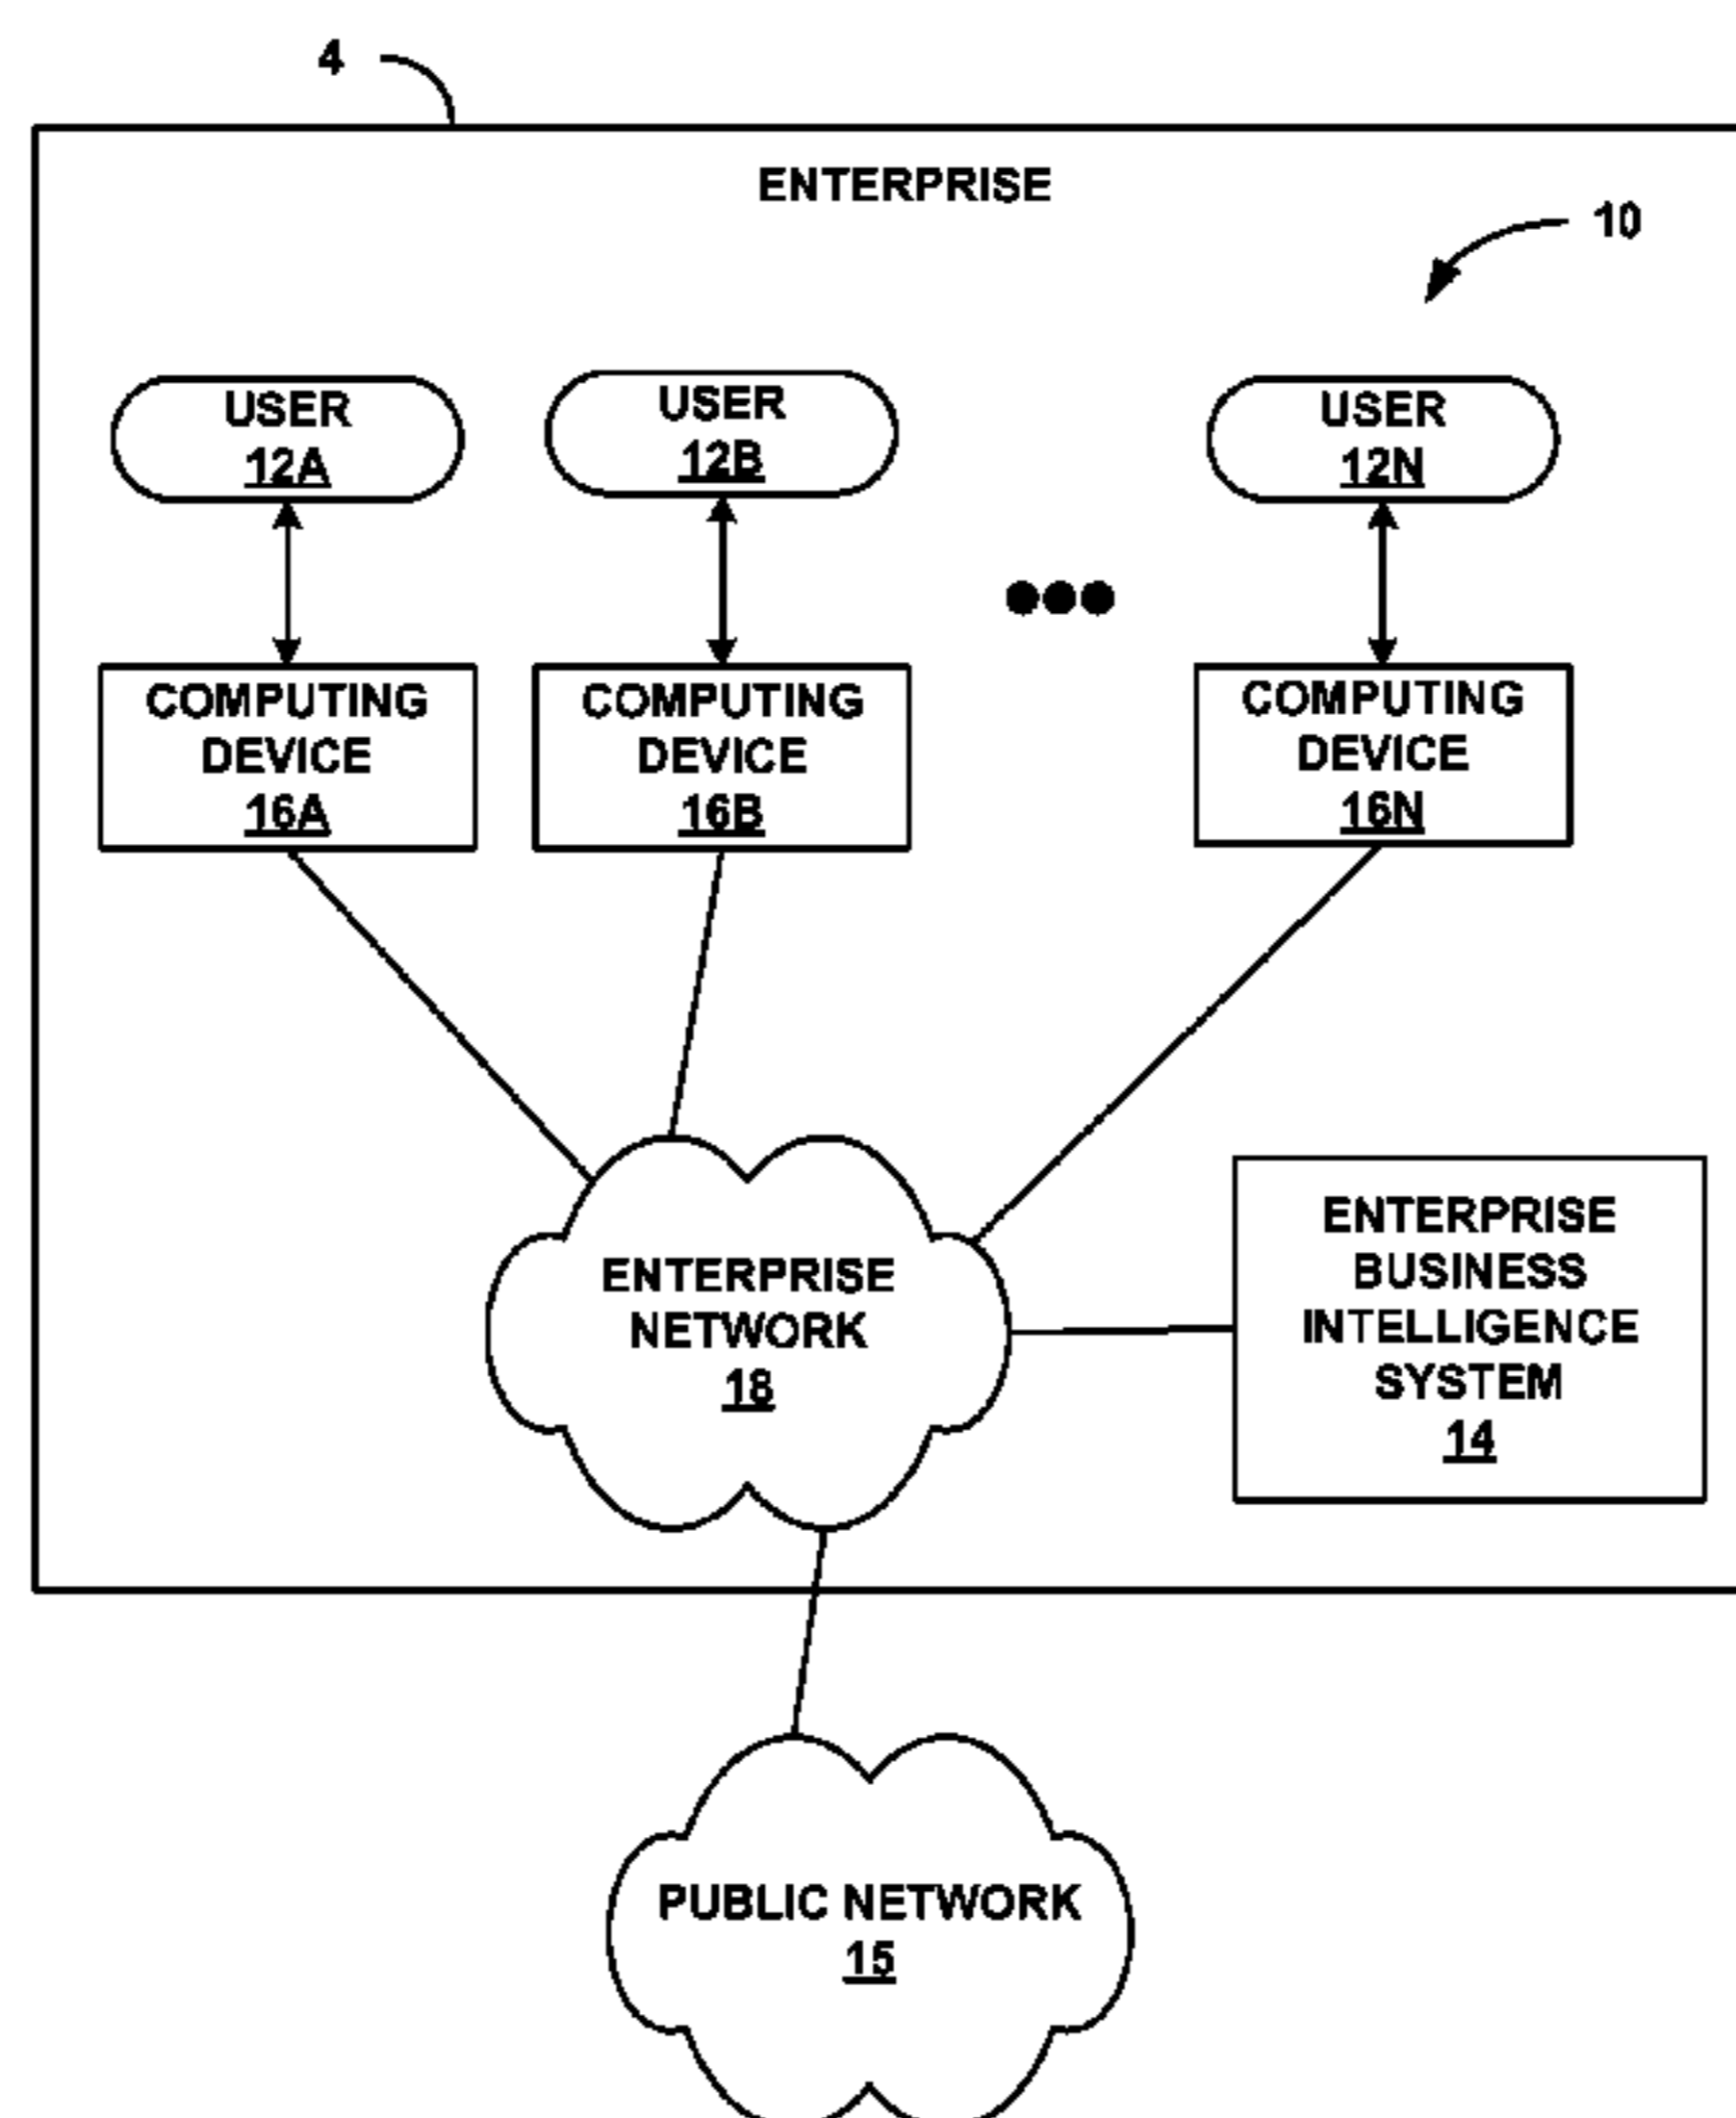 4
ENTERPRISE
10
USER
12A
USER
12B
USER
12N
COMPUTING
DEVICE
16A
COMPUTING
DEVICE
16B
COMPUTING
DEVICE
16N
ENTERPRISE
NETWORK
18
ENTERPRISE
BUSINESS
INTELLIGENCE
SYSTEM
14
PUBLIC NETWORK
15